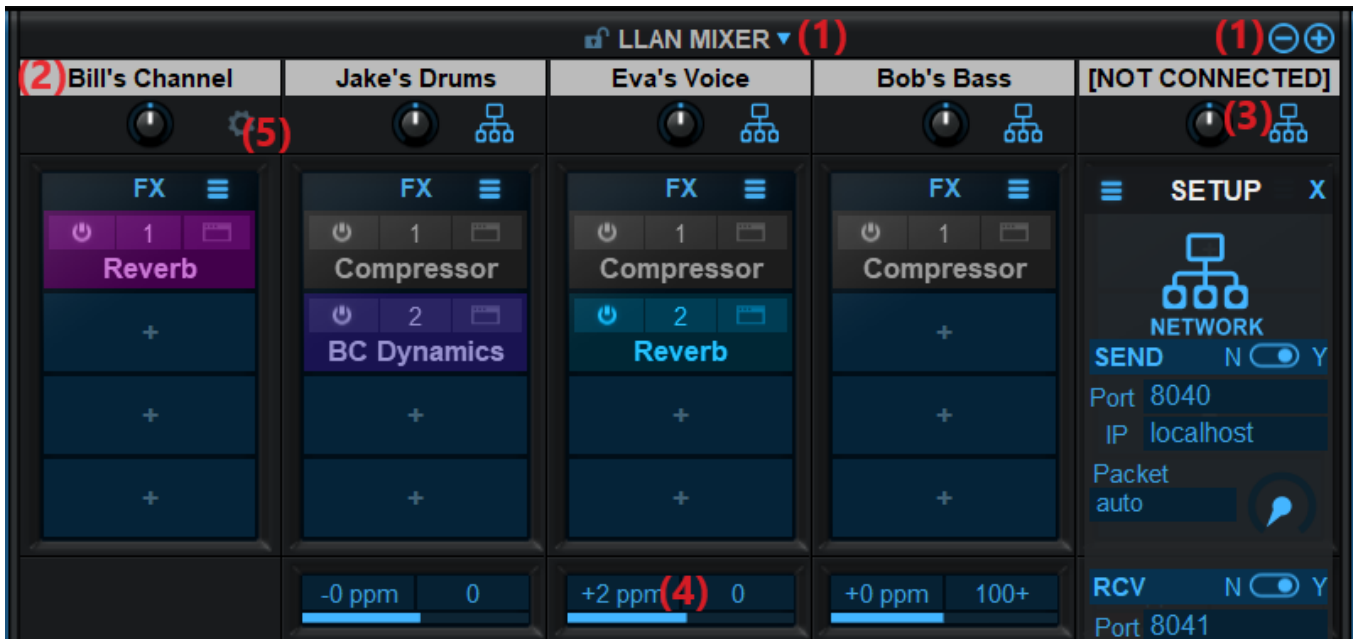 LLAN MIXER (1) (1)
(2) Bill's Channel Jake's Drums Eva's Voice Bob's Bass [NOT CONNECTED]
(5) (3)
FX FX FX FX SETUP X
1 1 1 1
Reverb Compressor Compressor Compressor
+ 2 2 + NETWORK
BC Dynamics Reverb
SEND N Y
+ + + + Port 8040
IP localhost
Packet
+ + + + auto
-0 ppm 0 +2 ppm (4) 0 +0 ppm 100+ RCV N Y
Port 8041